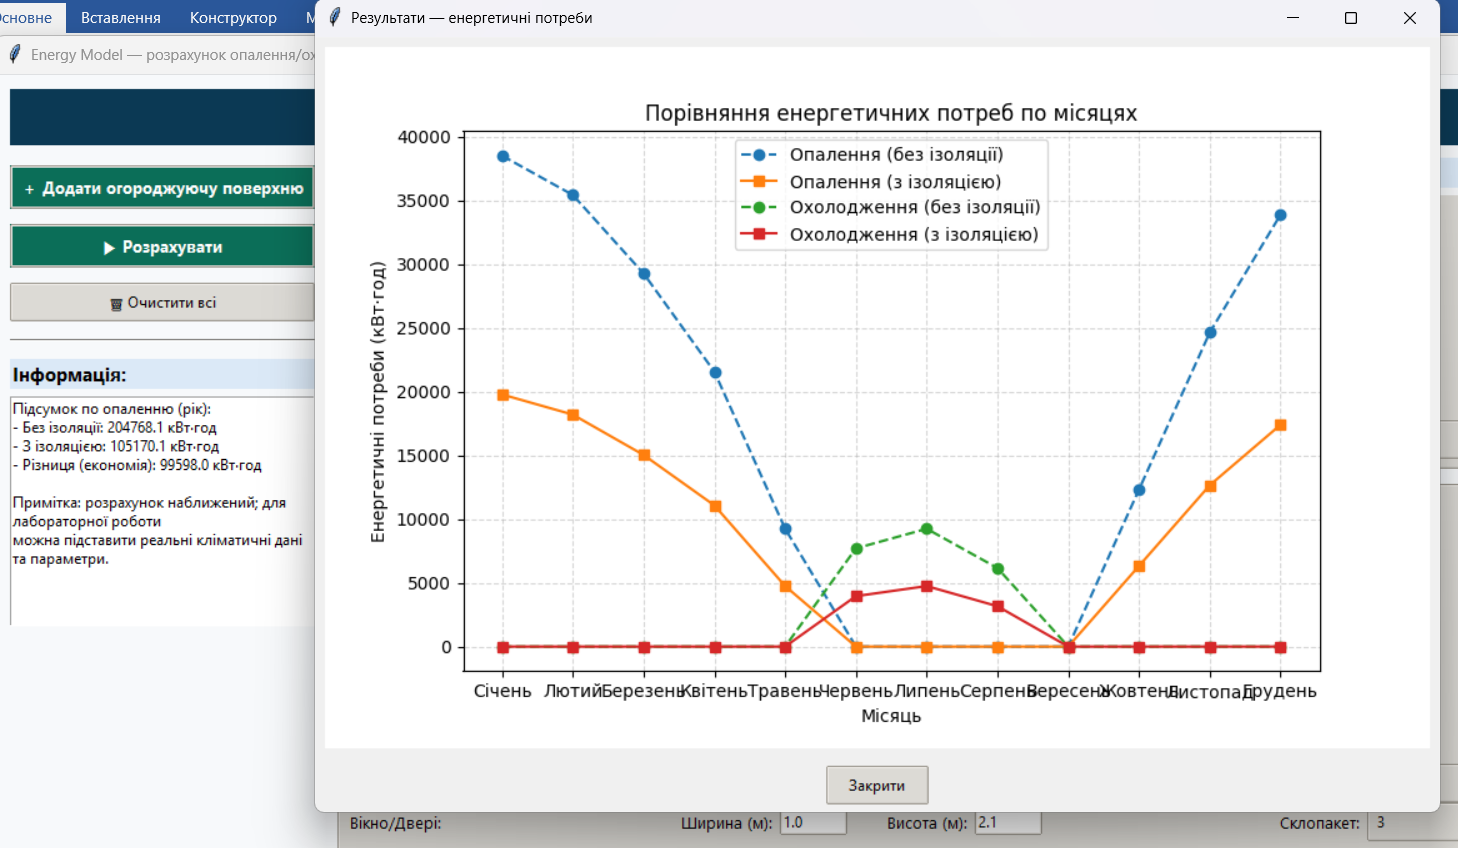 Основне Вставлення Конструктор
Energy Model — розрахунок опалення/ох
Результати — енергетичні потреби
+ Додати огороджуючу поверхню
▶ Розрахувати
Очистити всі
Інформація:
Підсумок по опаленню (рік):
- Без ізоляції: 204768.1 кВт·год
- З ізоляцією: 105170.1 кВт·год
- Різниця (економія): 99598.0 кВт·год
Примітка: розрахунок наближений; для
лабораторної роботи
можна підставити реальні кліматичні дані
та параметри.
Порівняння енергетичних потреб по місяцях
Опалення (без ізоляції)
Опалення (з ізоляцією)
Охолодження (без ізоляції)
Охолодження (з ізоляцією)
Енергетичні потреби (кВт·год)
40000
35000
30000
25000
20000
15000
10000
5000
0
Січень Лютий Березень Квітень Травень Червень Липень Серпень Вересень Жовтень Листопад Грудень
Місяць
Закрити
Вікно/Двері: Ширина (м): 1.0 Висота (м): 2.1 Склопакет: 3